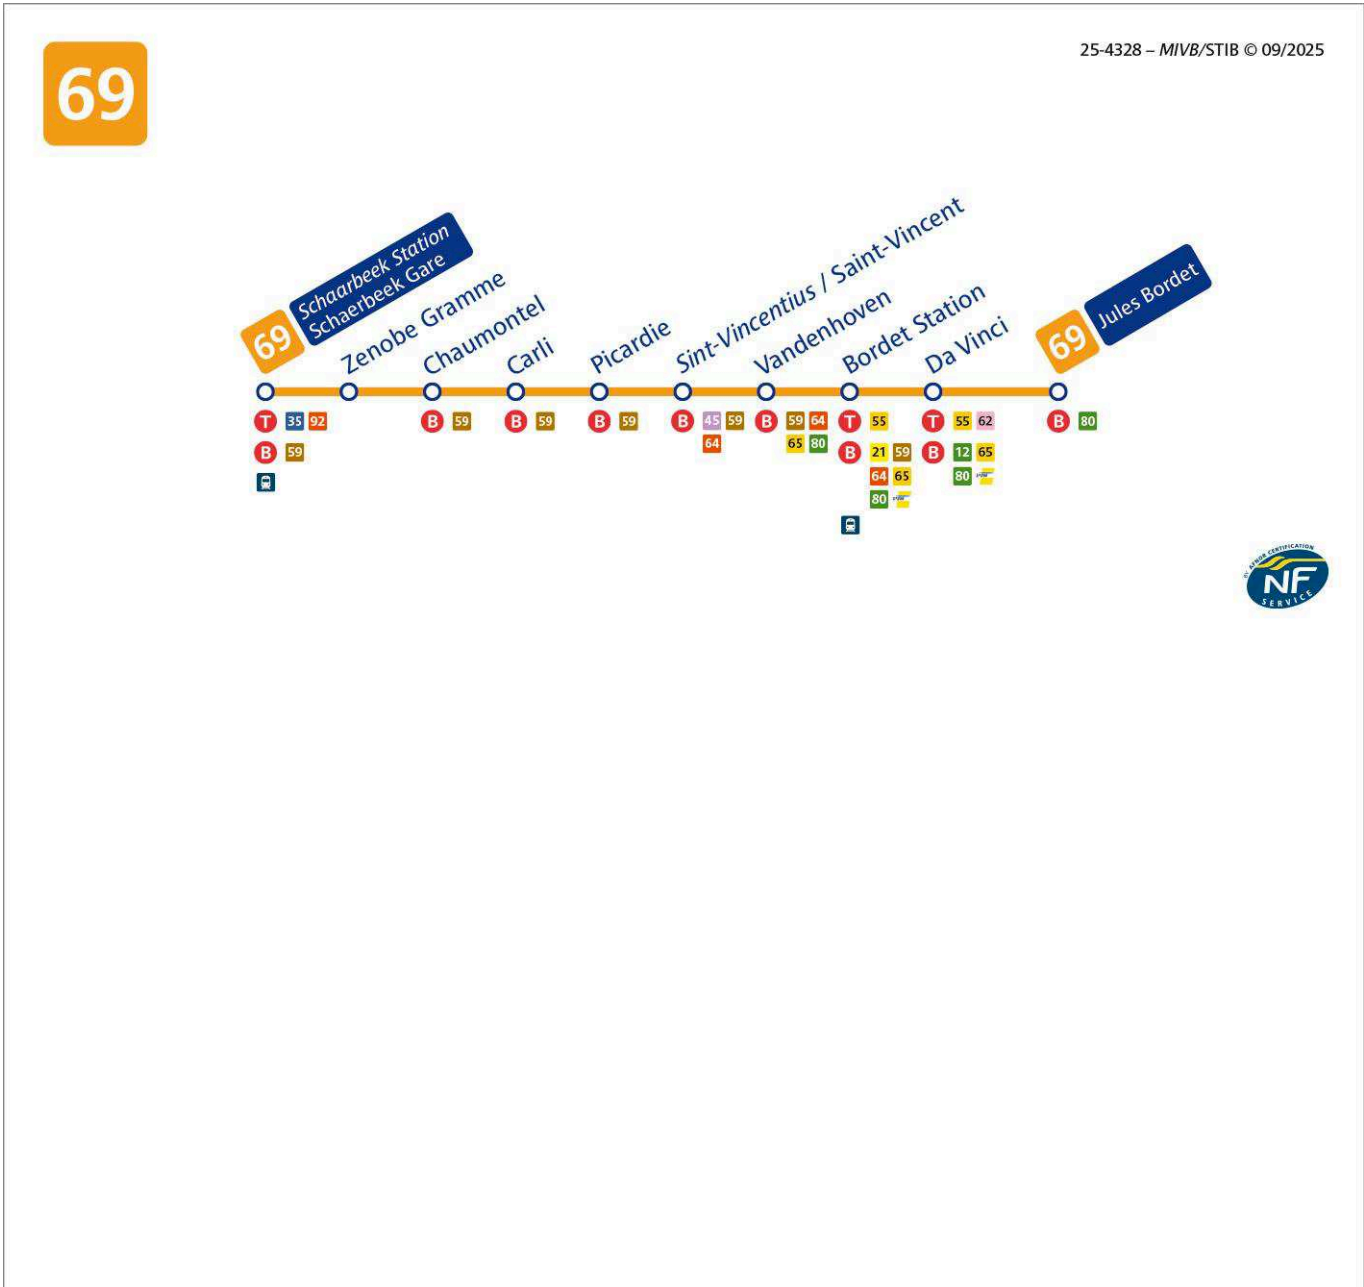 69
25-4328 – MIVB/STIB © 09/2025
69
Schaarbeek Station
Schaerbeek Gare
Zenobe Gramme
Chaumontel
Carli
Picardie
Sint-Vincentius / Saint-Vincent
Vandenhoven
Bordet Station
Da Vinci
69
Jules Bordet
T 35 92
B 59
B 59
B 59
B 59
B 45 59
64
B 59 64
65 80
T 55
B 21 59
64 65
80
T 55 62
B 12 65
80
B 80
AFNOR CERTIFICATION
NF
SERVICE